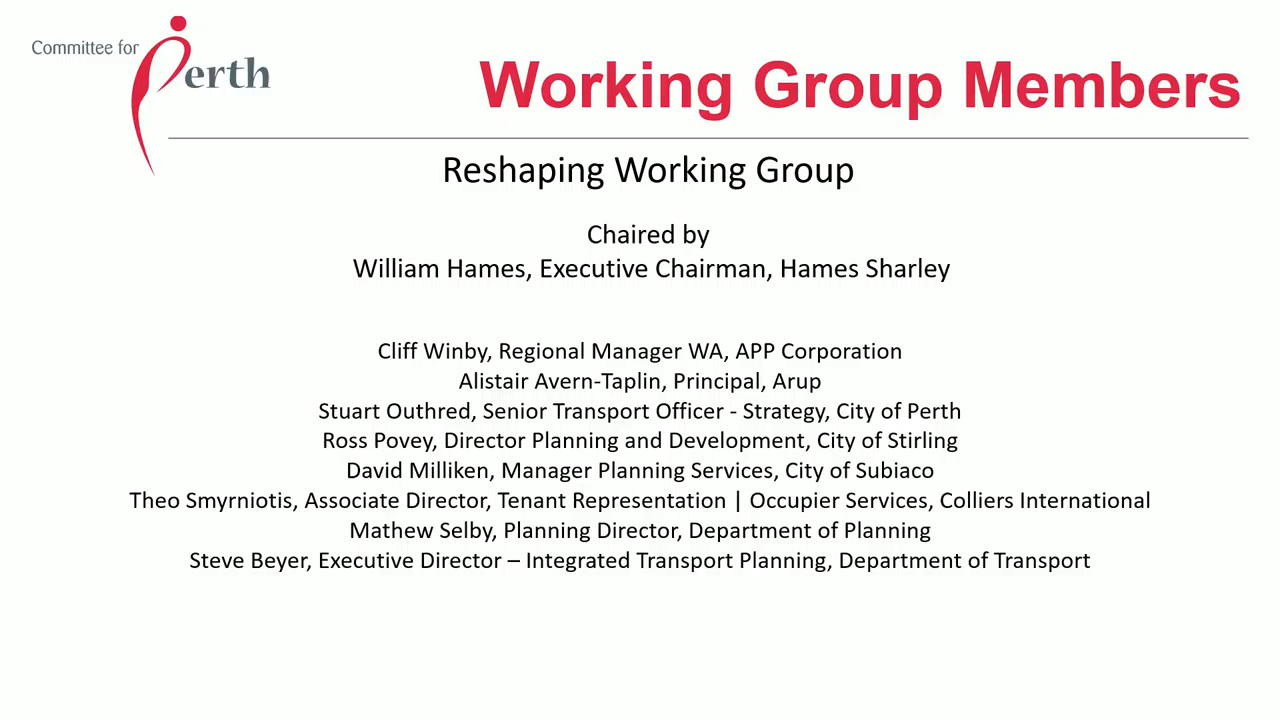 Committee for
Perth
Working Group Members
Reshaping Working Group
Chaired by
William Hames, Executive Chairman, Hames Sharley
Cliff Winby, Regional Manager WA, APP Corporation
Alistair Avern-Taplin, Principal, Arup
Stuart Outhred, Senior Transport Officer - Strategy, City of Perth
Ross Povey, Director Planning and Development, City of Stirling
David Milliken, Manager Planning Services, City of Subiaco
Theo Smyrniotis, Associate Director, Tenant Representation | Occupier Services, Colliers International
Mathew Selby, Planning Director, Department of Planning
Steve Beyer, Executive Director – Integrated Transport Planning, Department of Transport